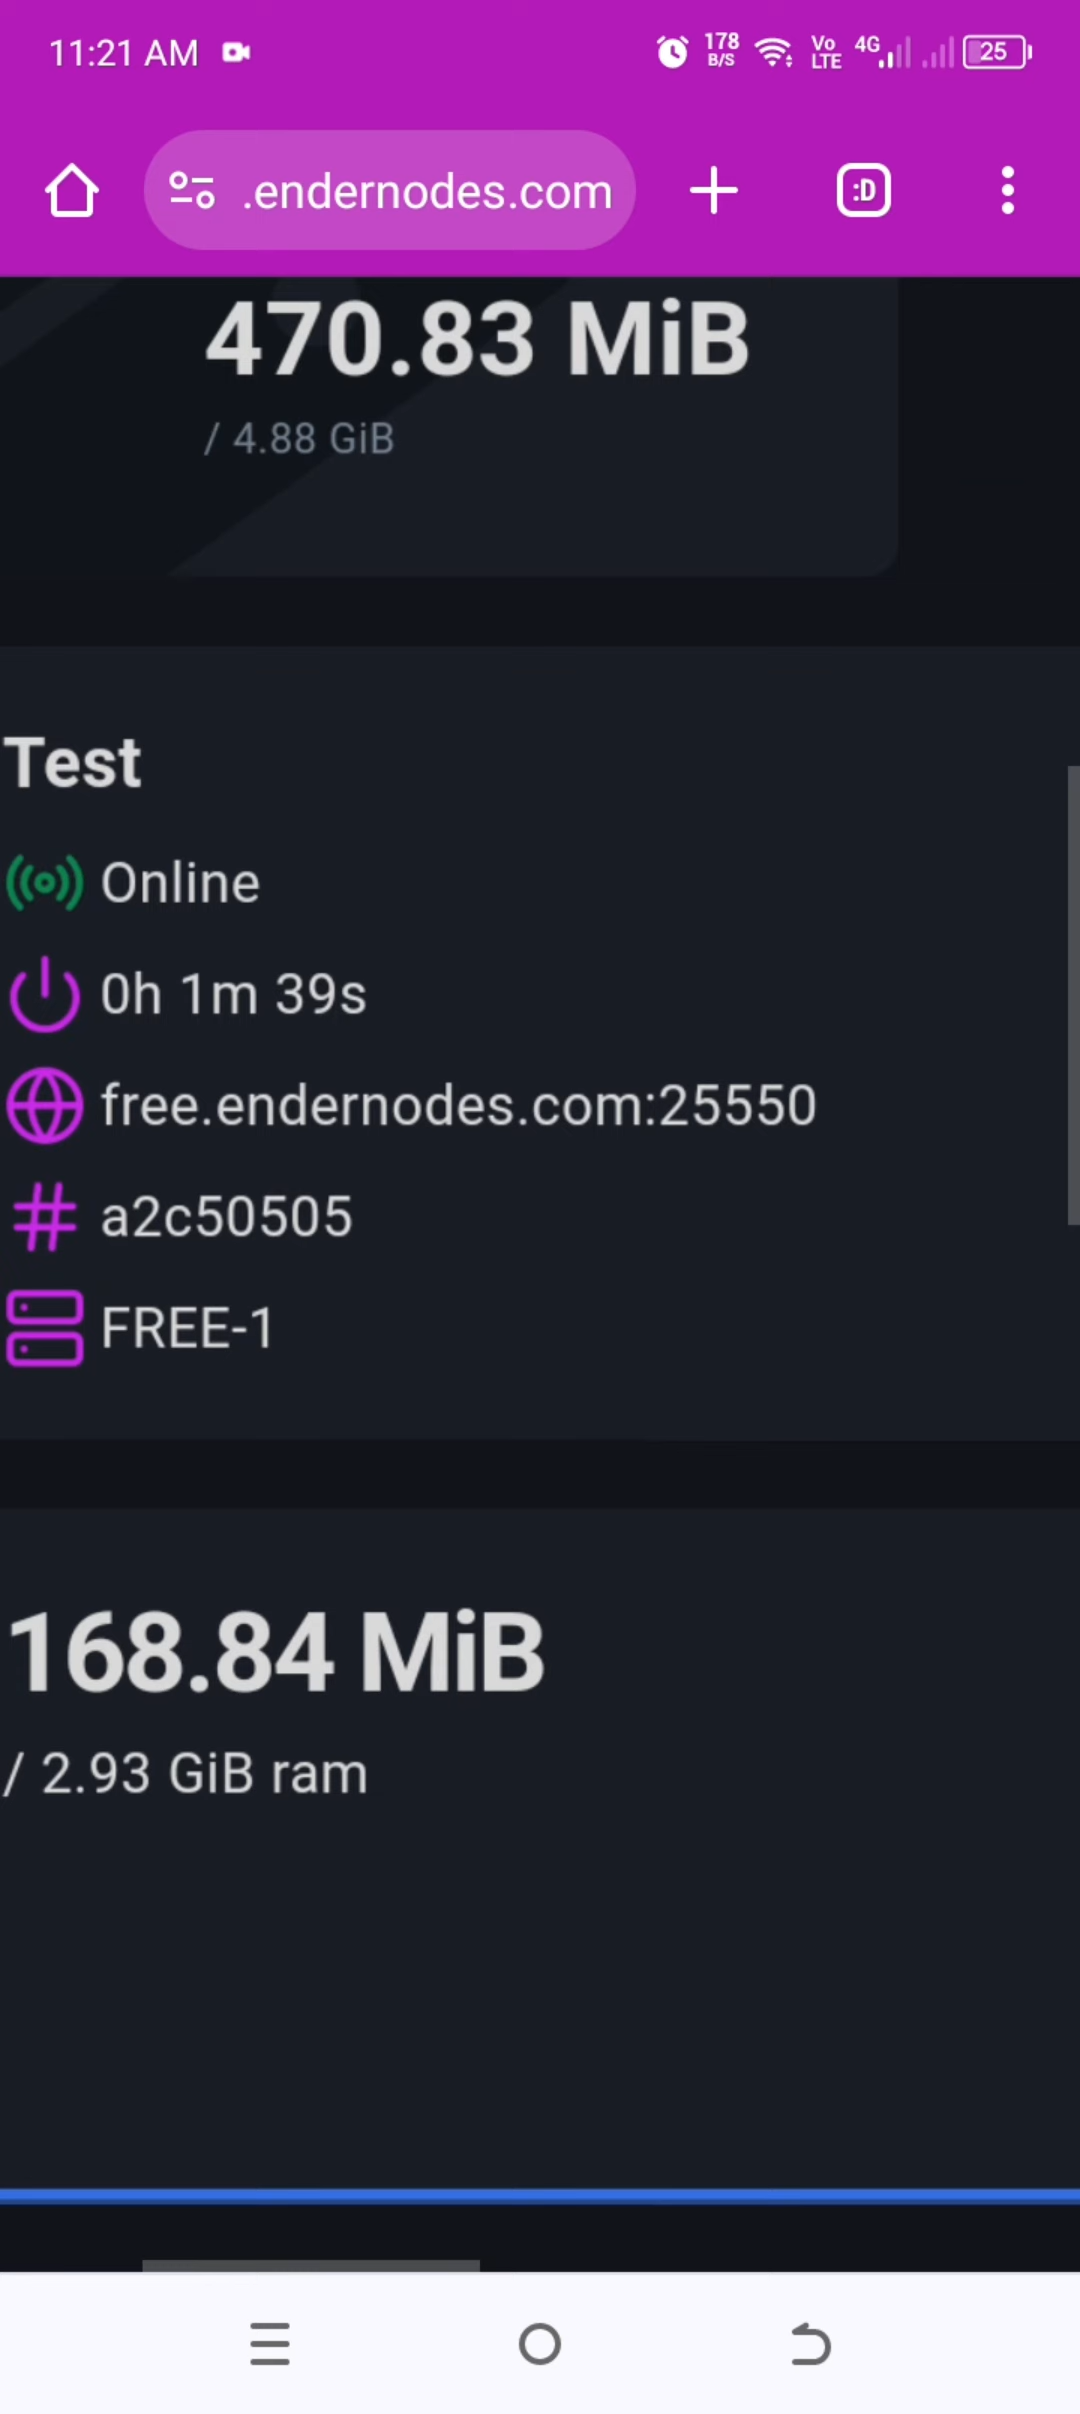 11:21 AM
178 B/S
Vo LTE
4G
25
.endernodes.com
:D
470.83 MiB
/ 4.88 GiB
Test
Online
0h 1m 39s
free.endernodes.com:25550
a2c50505
FREE-1
168.84 MiB
/ 2.93 GiB ram